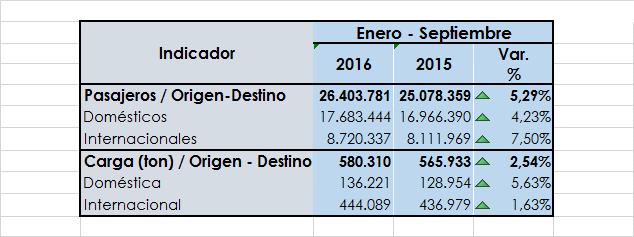 Indicador Enero - Septiembre
2016 2015 Var. %
Pasajeros / Origen-Destino 26.403.781 25.078.359 5,29%
Domésticos 17.683.444 16.966.390 4,23%
Internacionales 8.720.337 8.111.969 7,50%
Carga (ton) / Origen - Destino 580.310 565.933 2,54%
Doméstica 136.221 128.954 5,63%
Internacional 444.089 436.979 1,63%